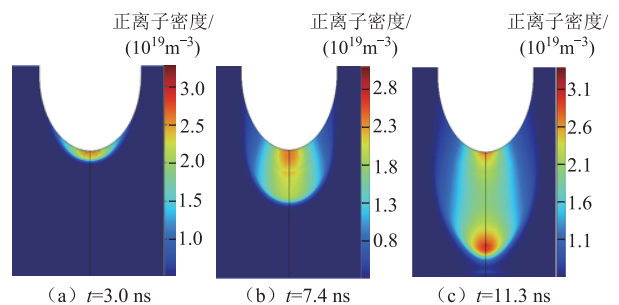 正离子密度/
(10¹⁹m⁻³)
3.0
2.5
2.0
1.5
1.0
(a) t=3.0 ns
正离子密度/
(10¹⁹m⁻³)
2.8
2.3
1.8
1.3
0.8
(b) t=7.4 ns
正离子密度/
(10¹⁹m⁻³)
3.1
2.6
2.1
1.6
1.1
(c) t=11.3 ns